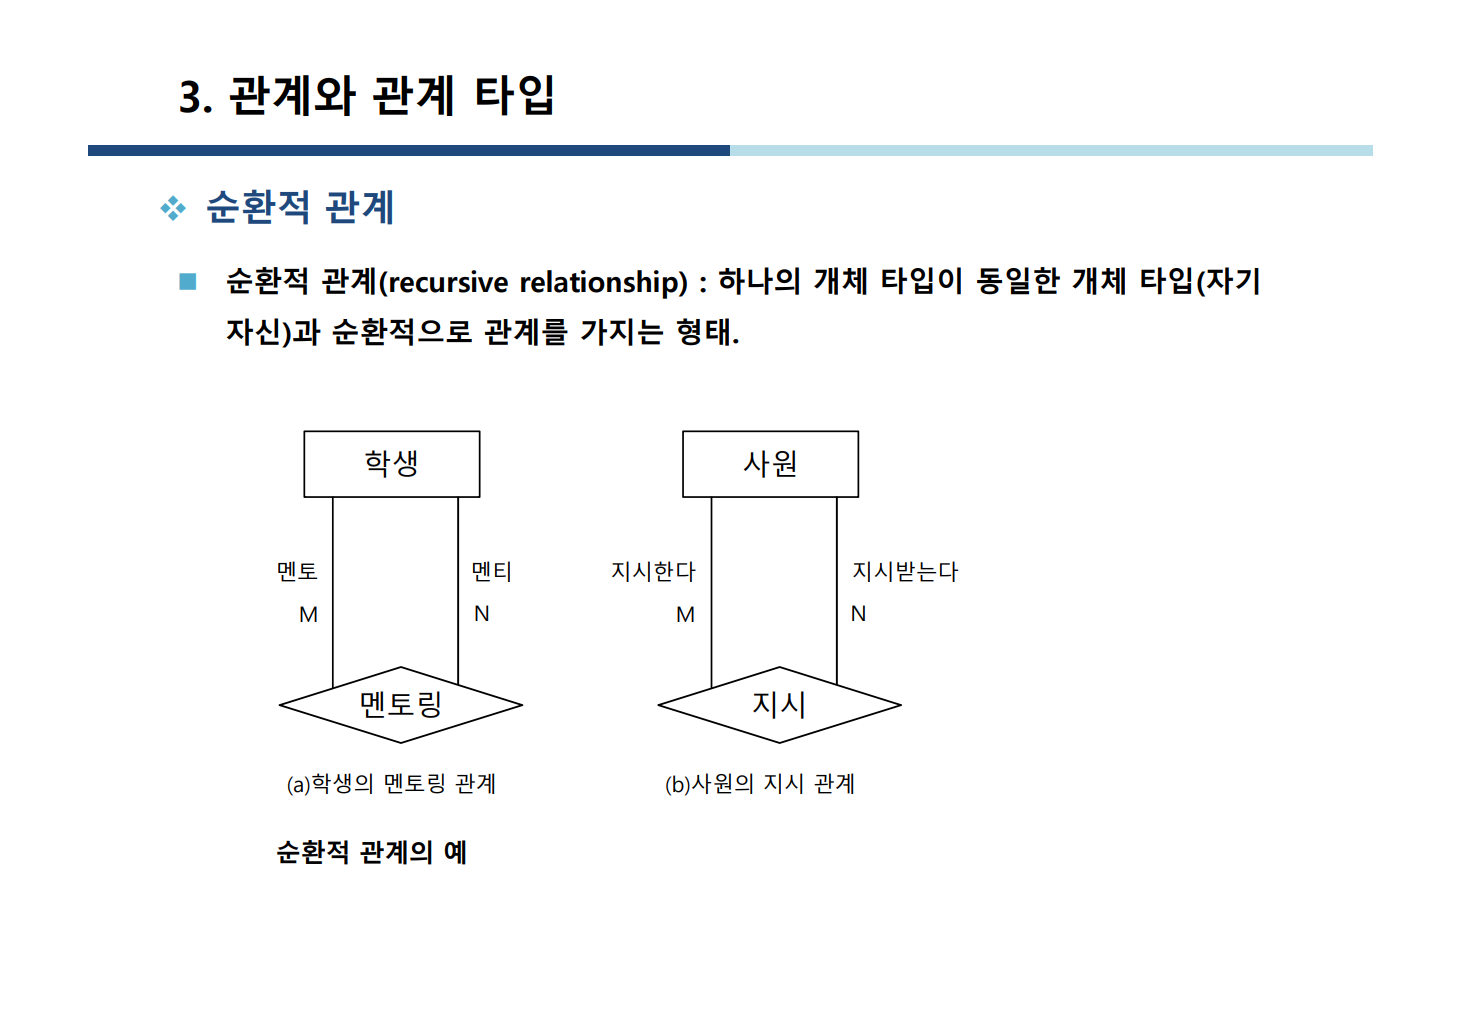 3. 관계와 관계 타입
순환적 관계
순환적 관계(recursive relationship) : 하나의 개체 타입이 동일한 개체 타입(자기
자신)과 순환적으로 관계를 가지는 형태.
학생
사원
멘토
멘티
지시한다
지시받는다
M
N
M
N
멘토링
지시
(a)학생의 멘토링 관계
(b)사원의 지시 관계
순환적 관계의 예